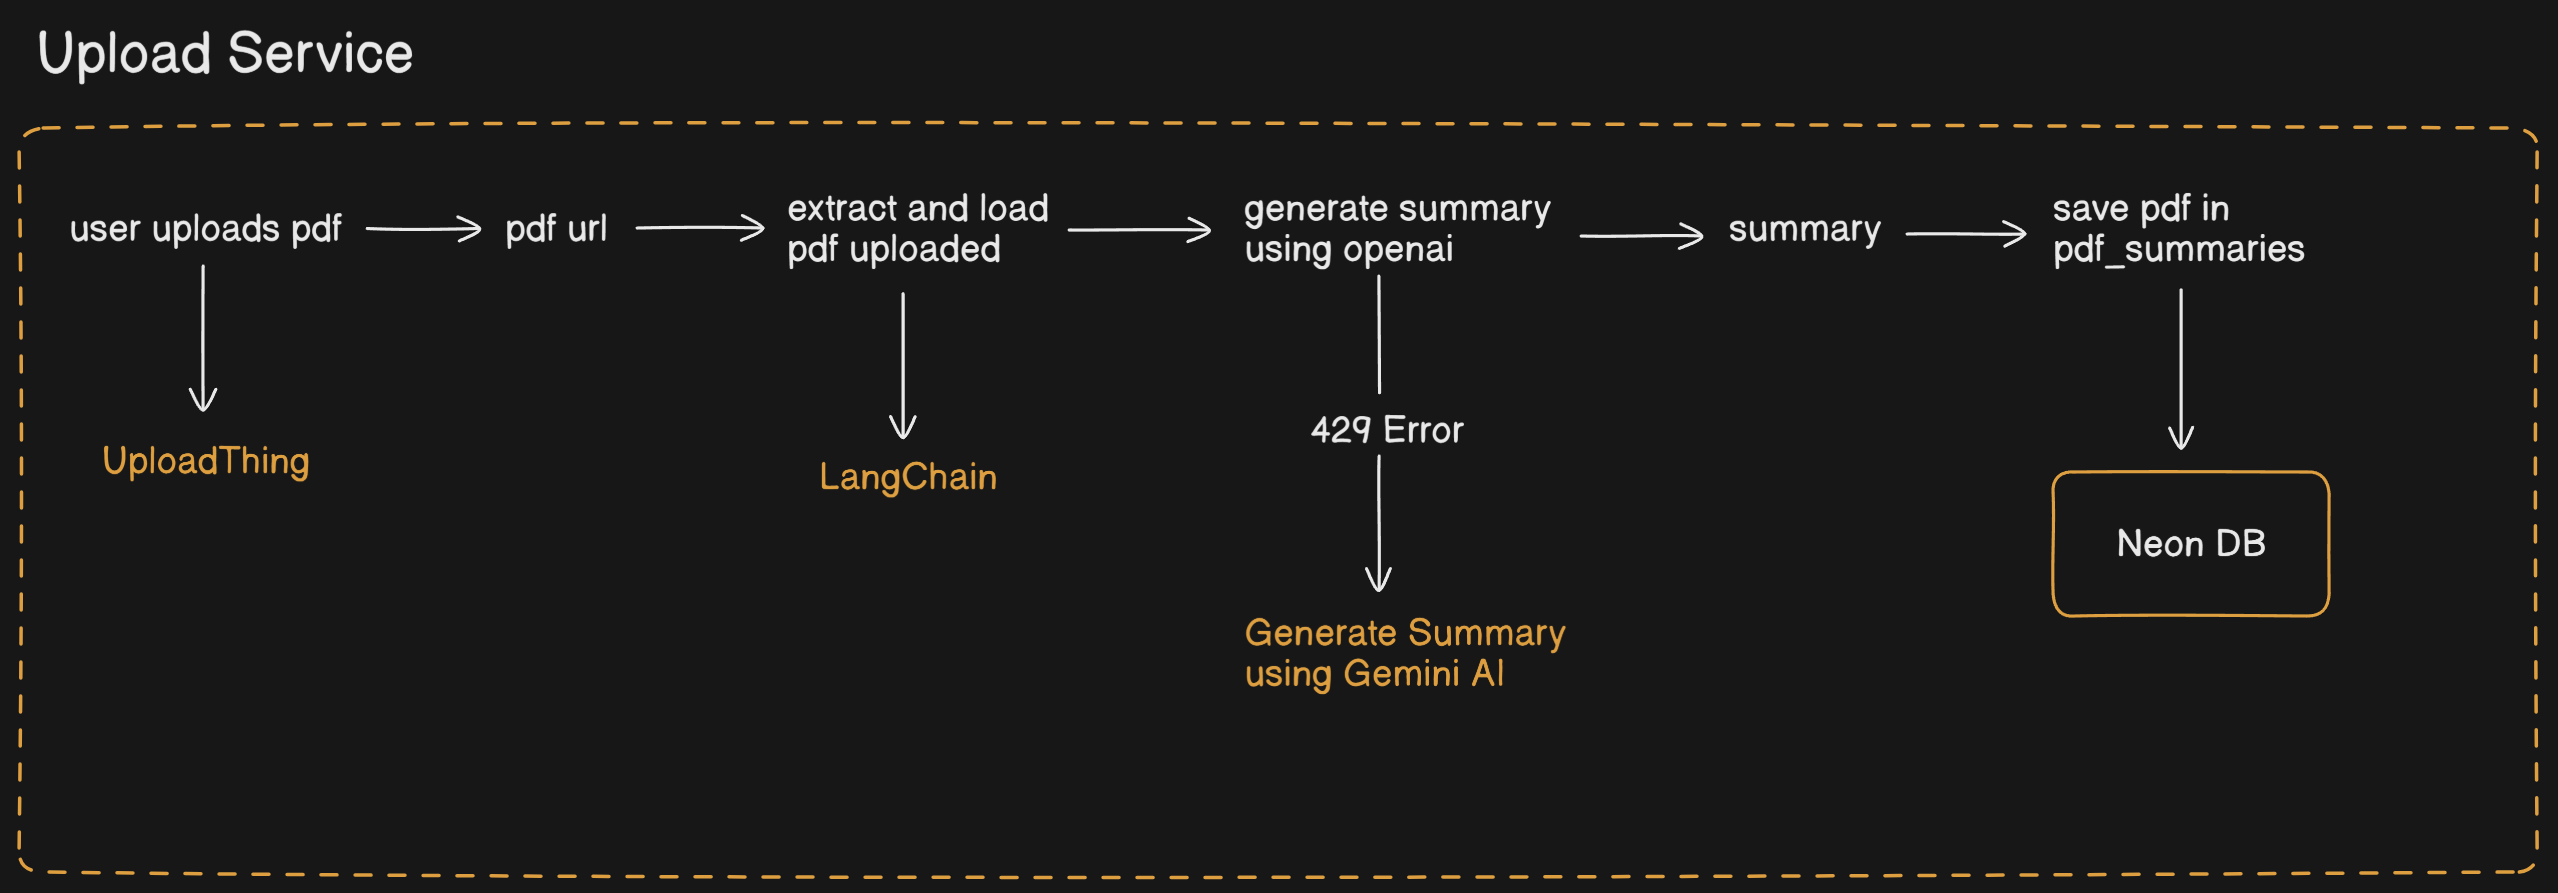 Upload Service
user uploads pdf
pdf url
extract and load
pdf uploaded
generate summary
using openai
summary
save pdf in
pdf_summaries
UploadThing
LangChain
429 Error
Generate Summary
using Gemini AI
Neon DB